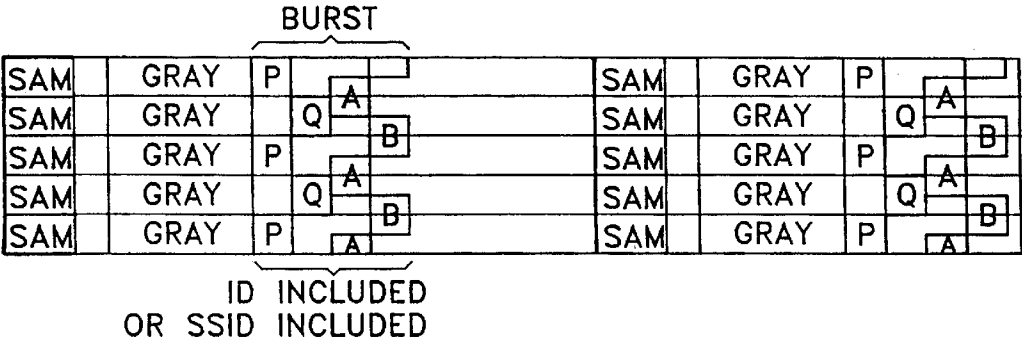 BURST
SAM GRAY P A SAM GRAY P A
SAM GRAY Q B SAM GRAY Q B
SAM GRAY P A SAM GRAY P A
SAM GRAY Q B SAM GRAY Q B
SAM GRAY P A SAM GRAY P A
ID INCLUDED
OR SSID INCLUDED